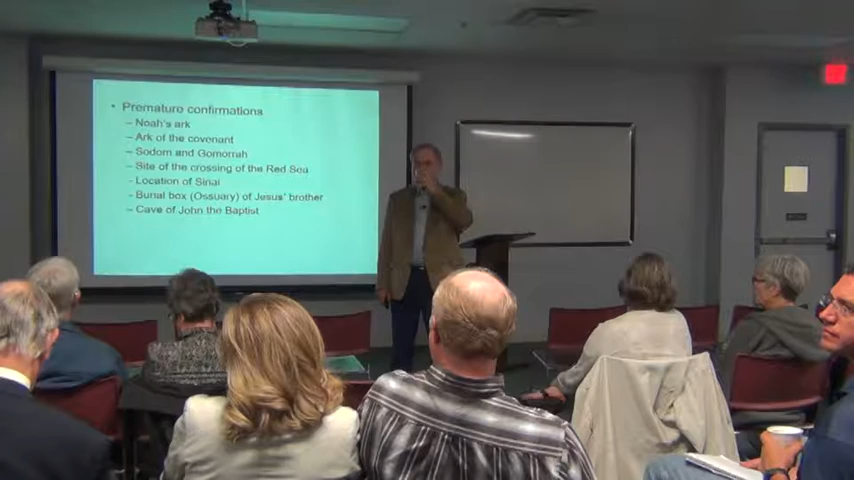 • Premature confirmations
– Noah's ark
– Ark of the covenant
– Sodom and Gomorrah
– Site of the crossing of the Red Sea
– Location of Sinai
– Burial box (Ossuary) of Jesus' brother
– Cave of John the Baptist